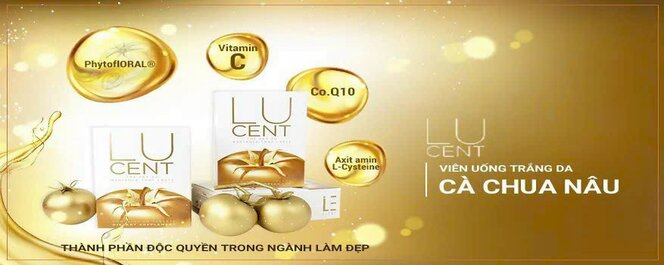 PhytoflORAL®
Vitamin
C
Co.Q10
Axit amin
L-Cysteine
LU
CENT
LU
CENT
LU
CENT
VIÊN UỐNG TRẮNG DA
CÀ CHUA NÂU
THÀNH PHẦN ĐỘC QUYỀN TRONG NGÀNH LÀM ĐẸP